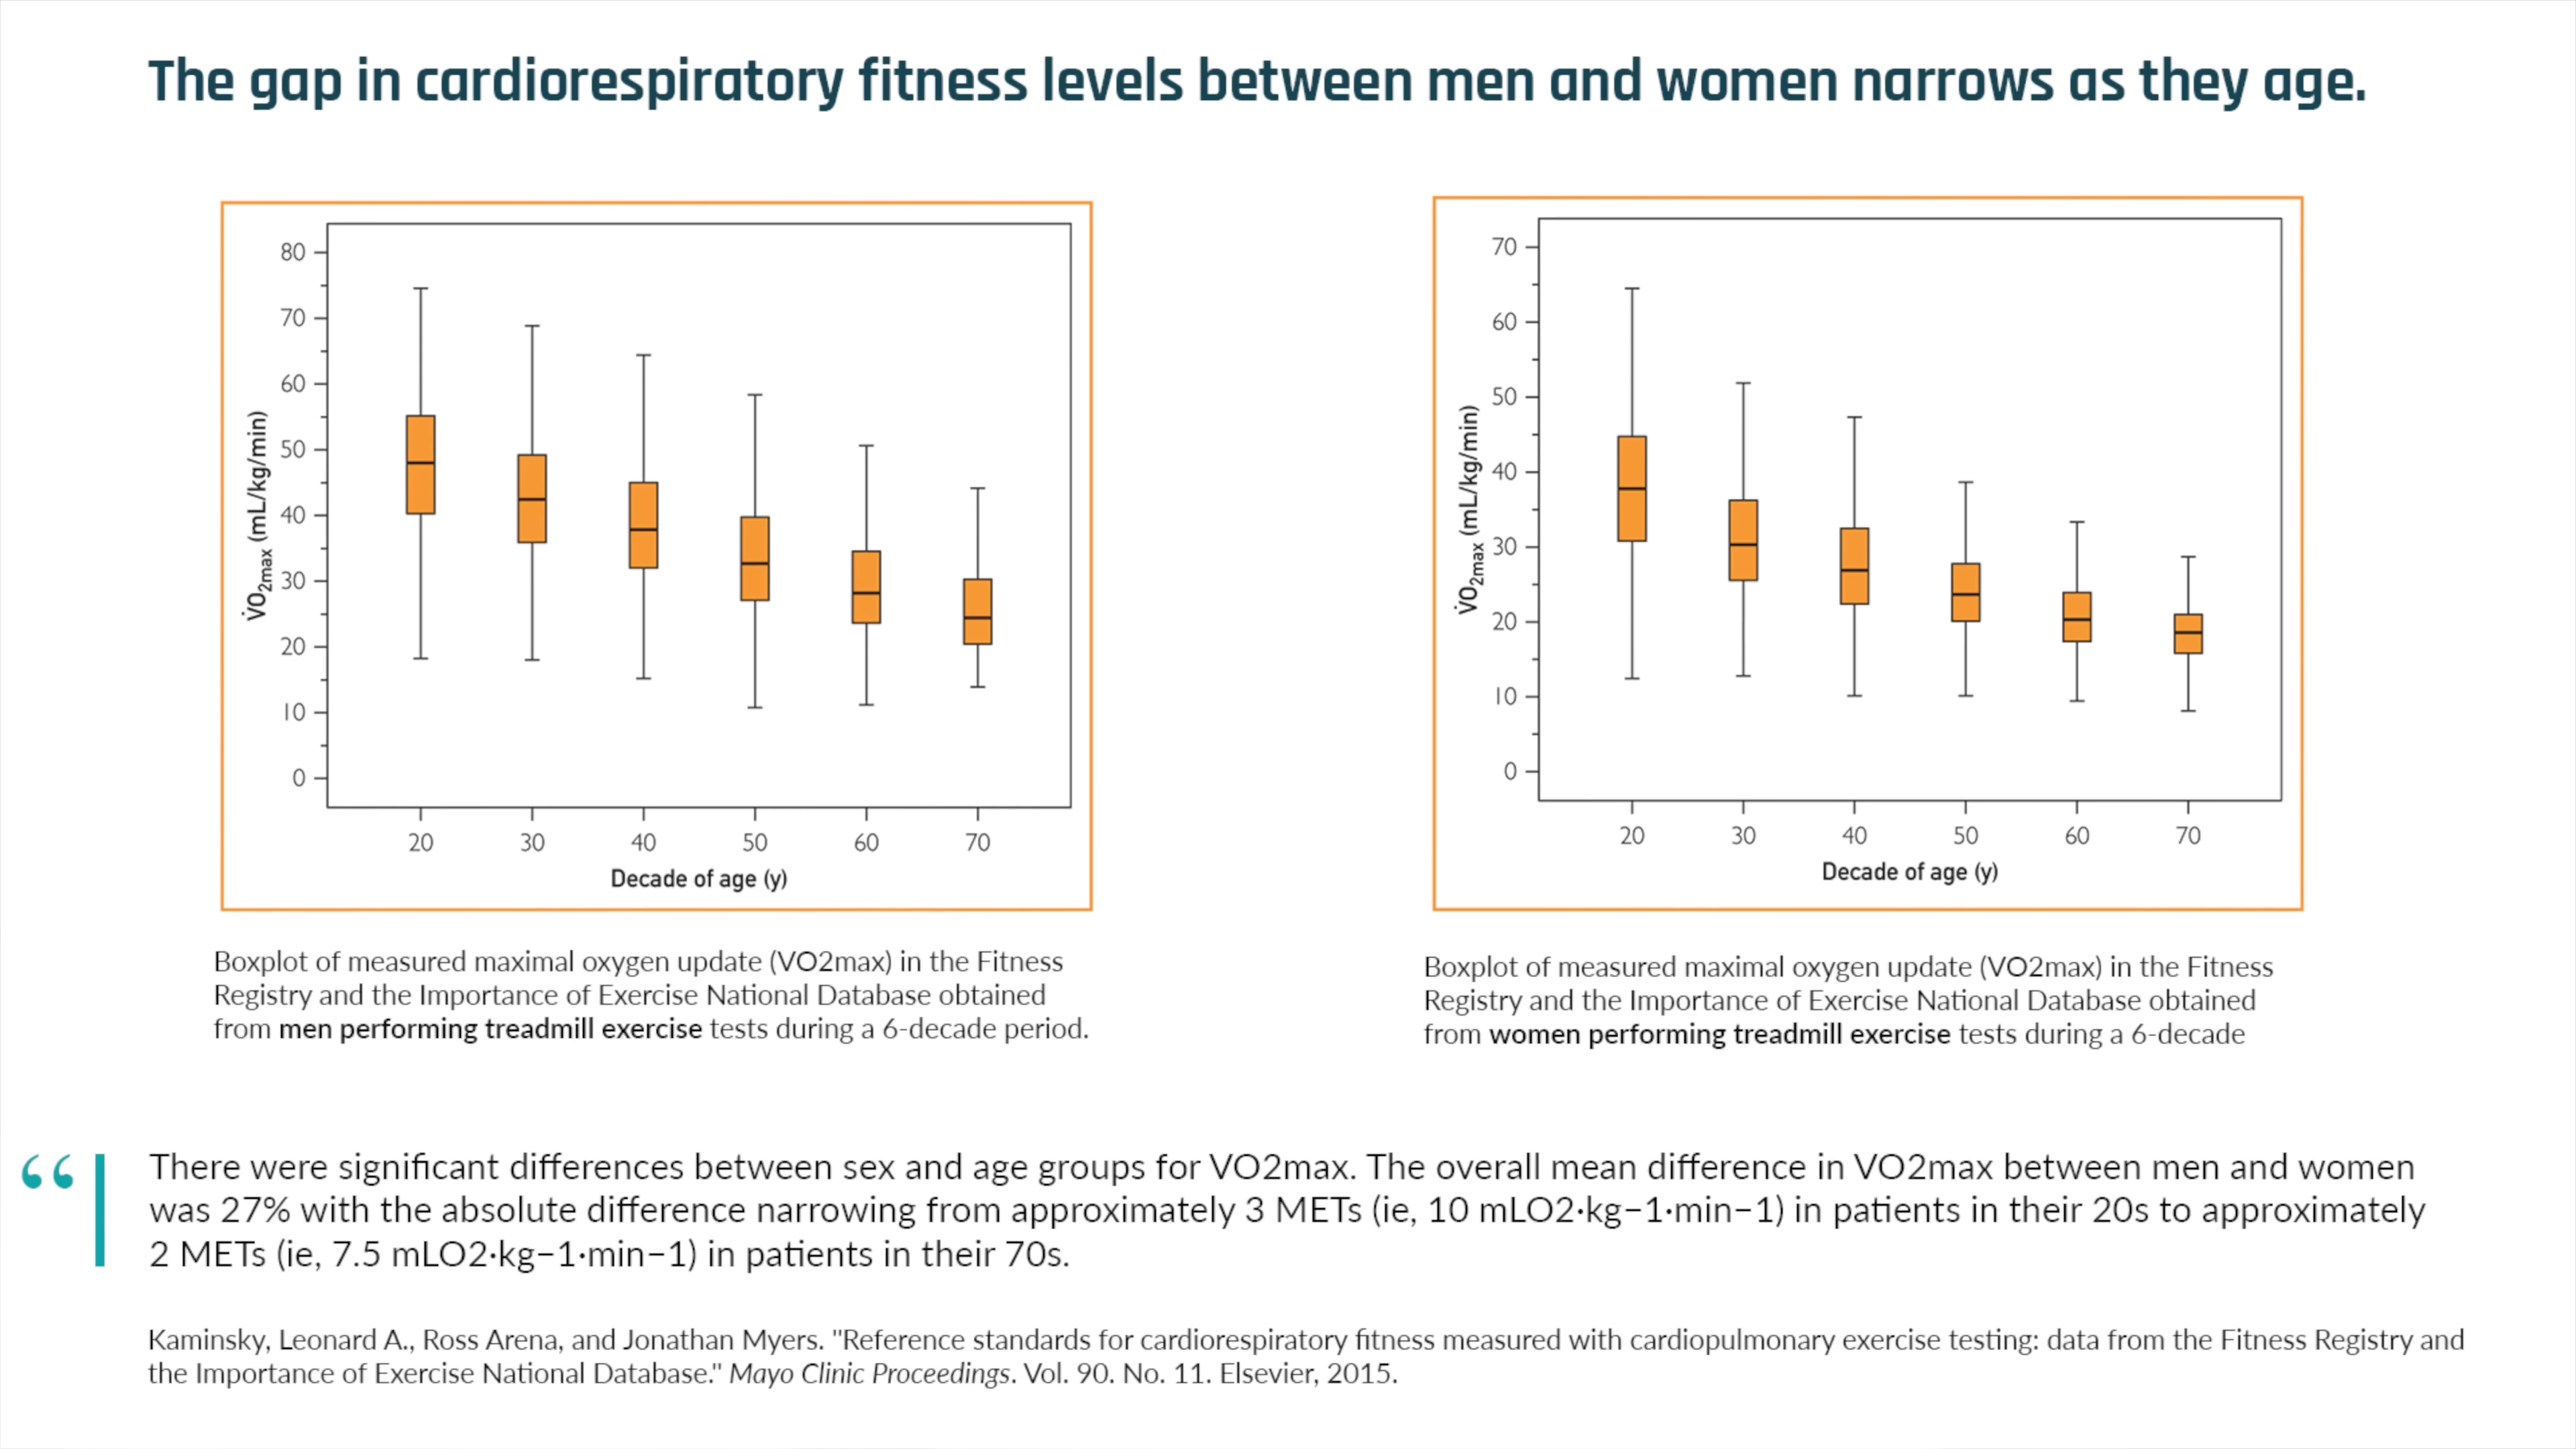 The gap in cardiorespiratory fitness levels between men and women narrows as they age.
80
70
60
50
40
30
20
10
0
V̇O2max (mL/kg/min)
20 30 40 50 60 70
Decade of age (y)
Boxplot of measured maximal oxygen update (VO2max) in the Fitness
Registry and the Importance of Exercise National Database obtained
from men performing treadmill exercise tests during a 6-decade period.
70
60
50
40
30
20
10
0
V̇O2max (mL/kg/min)
20 30 40 50 60 70
Decade of age (y)
Boxplot of measured maximal oxygen update (VO2max) in the Fitness
Registry and the Importance of Exercise National Database obtained
from women performing treadmill exercise tests during a 6-decade
“
There were significant differences between sex and age groups for VO2max. The overall mean difference in VO2max between men and women
was 27% with the absolute difference narrowing from approximately 3 METs (ie, 10 mLO2·kg−1·min−1) in patients in their 20s to approximately
2 METs (ie, 7.5 mLO2·kg−1·min−1) in patients in their 70s.
Kaminsky, Leonard A., Ross Arena, and Jonathan Myers. "Reference standards for cardiorespiratory fitness measured with cardiopulmonary exercise testing: data from the Fitness Registry and
the Importance of Exercise National Database." Mayo Clinic Proceedings. Vol. 90. No. 11. Elsevier, 2015.